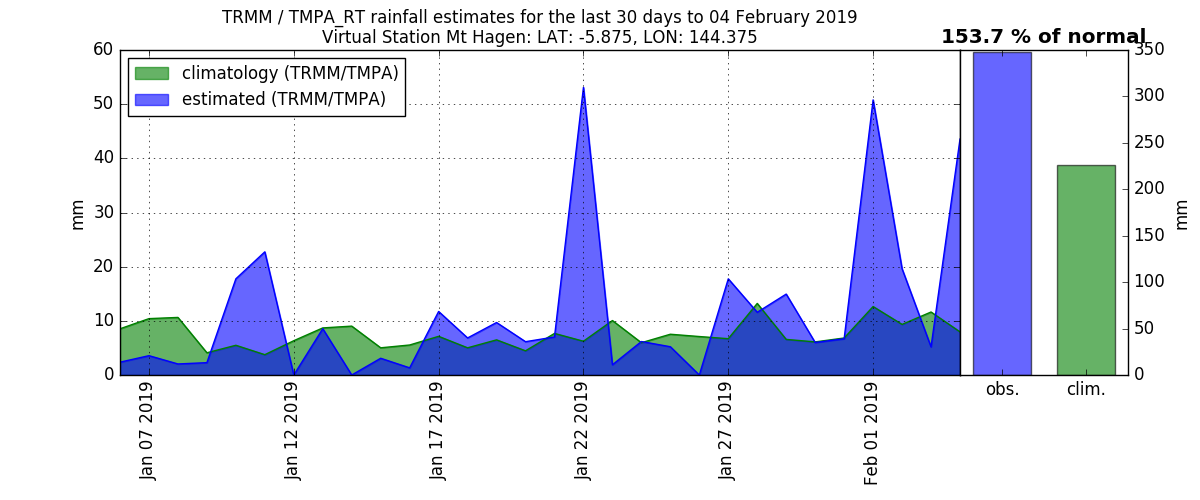 TRMM / TMPA_RT rainfall estimates for the last 30 days to 04 February 2019
Virtual Station Mt Hagen: LAT: -5.875, LON: 144.375
153.7 % of normal
climatology (TRMM/TMPA)
estimated (TRMM/TMPA)
60
50
40
30
20
10
0
mm
Jan 07 2019
Jan 12 2019
Jan 17 2019
Jan 22 2019
Jan 27 2019
Feb 01 2019
350
300
250
200
150
100
50
0
mm
obs.
clim.